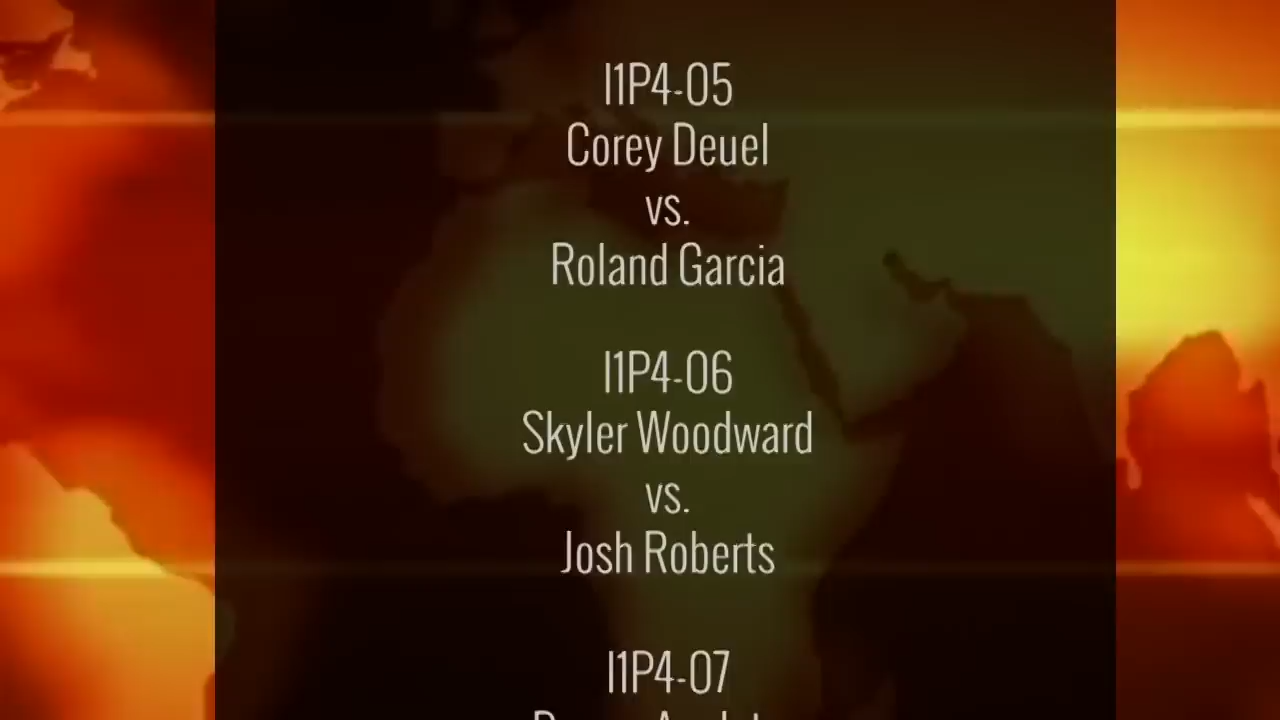 I1P4-05
Corey Deuel
vs.
Roland Garcia
I1P4-06
Skyler Woodward
vs.
Josh Roberts
I1P4-07